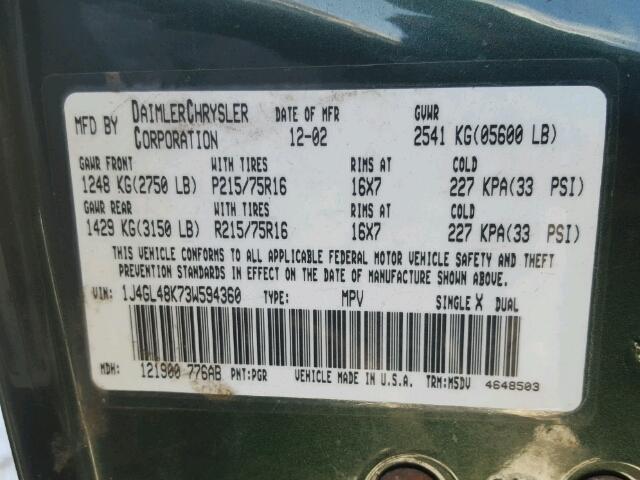 MFD BY DAIMLERCHRYSLER CORPORATION DATE OF MFR 12-02 GVWR 2541 KG(05600 LB)
GAWR FRONT WITH TIRES RIMS AT COLD
1248 KG(2750 LB) P215/75R16 16X7 227 KPA(33 PSI)
GAWR REAR WITH TIRES RIMS AT COLD
1429 KG(3150 LB) R215/75R16 16X7 227 KPA(33 PSI)
THIS VEHICLE CONFORMS TO ALL APPLICABLE FEDERAL MOTOR VEHICLE SAFETY AND THEFT
PREVENTION STANDARDS IN EFFECT ON THE DATE OF MANUFACTURE SHOWN ABOVE.
VIN: 1J4GL48K73W594360 TYPE: MPV SINGLE X DUAL
MDH: 121900 776AB PNT:PGR VEHICLE MADE IN U.S.A. TRM:M5DV 4648503